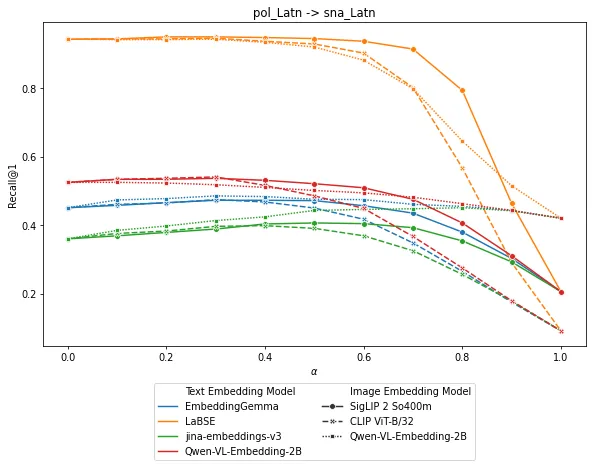 pol_Latn -> sna_Latn
Recall@1
0.8
0.6
0.4
0.2
0.0 0.2 0.4 0.6 0.8 1.0
α
Text Embedding Model Image Embedding Model
EmbeddingGemma SigLIP 2 So400m
LaBSE CLIP ViT-B/32
jina-embeddings-v3 Qwen-VL-Embedding-2B
Qwen-VL-Embedding-2B